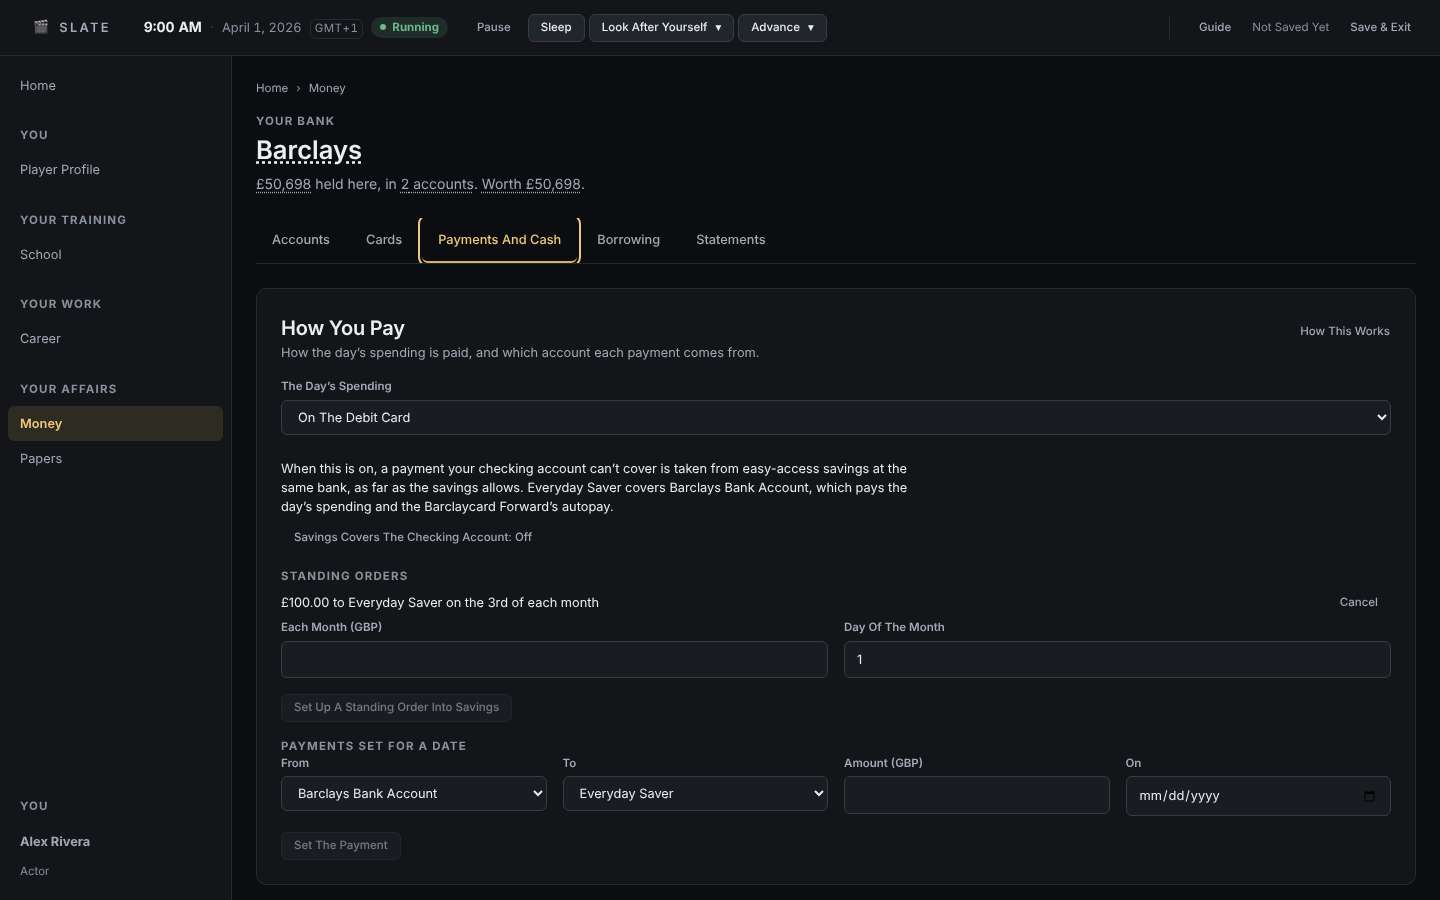 SLATE
9:00 AM · April 1, 2026 GMT+1 Running
Pause
Sleep
Look After Yourself ▾
Advance ▾
Guide
Not Saved Yet
Save & Exit
Home
YOU
Player Profile
YOUR TRAINING
School
YOUR WORK
Career
YOUR AFFAIRS
Money
Papers
YOU
Alex Rivera
Actor
Home › Money
YOUR BANK
Barclays
£50,698 held here, in 2 accounts. Worth £50,698.
Accounts
Cards
Payments And Cash
Borrowing
Statements
How You Pay
How This Works
How the day's spending is paid, and which account each payment comes from.
The Day's Spending
On The Debit Card
When this is on, a payment your checking account can't cover is taken from easy-access savings at the
same bank, as far as the savings allows. Everyday Saver covers Barclays Bank Account, which pays the
day's spending and the Barclaycard Forward's autopay.
Savings Covers The Checking Account: Off
STANDING ORDERS
£100.00 to Everyday Saver on the 3rd of each month
Cancel
Each Month (GBP)
Day Of The Month
1
Set Up A Standing Order Into Savings
PAYMENTS SET FOR A DATE
From
To
Amount (GBP)
On
Barclays Bank Account
Everyday Saver
mm/dd/yyyy
Set The Payment